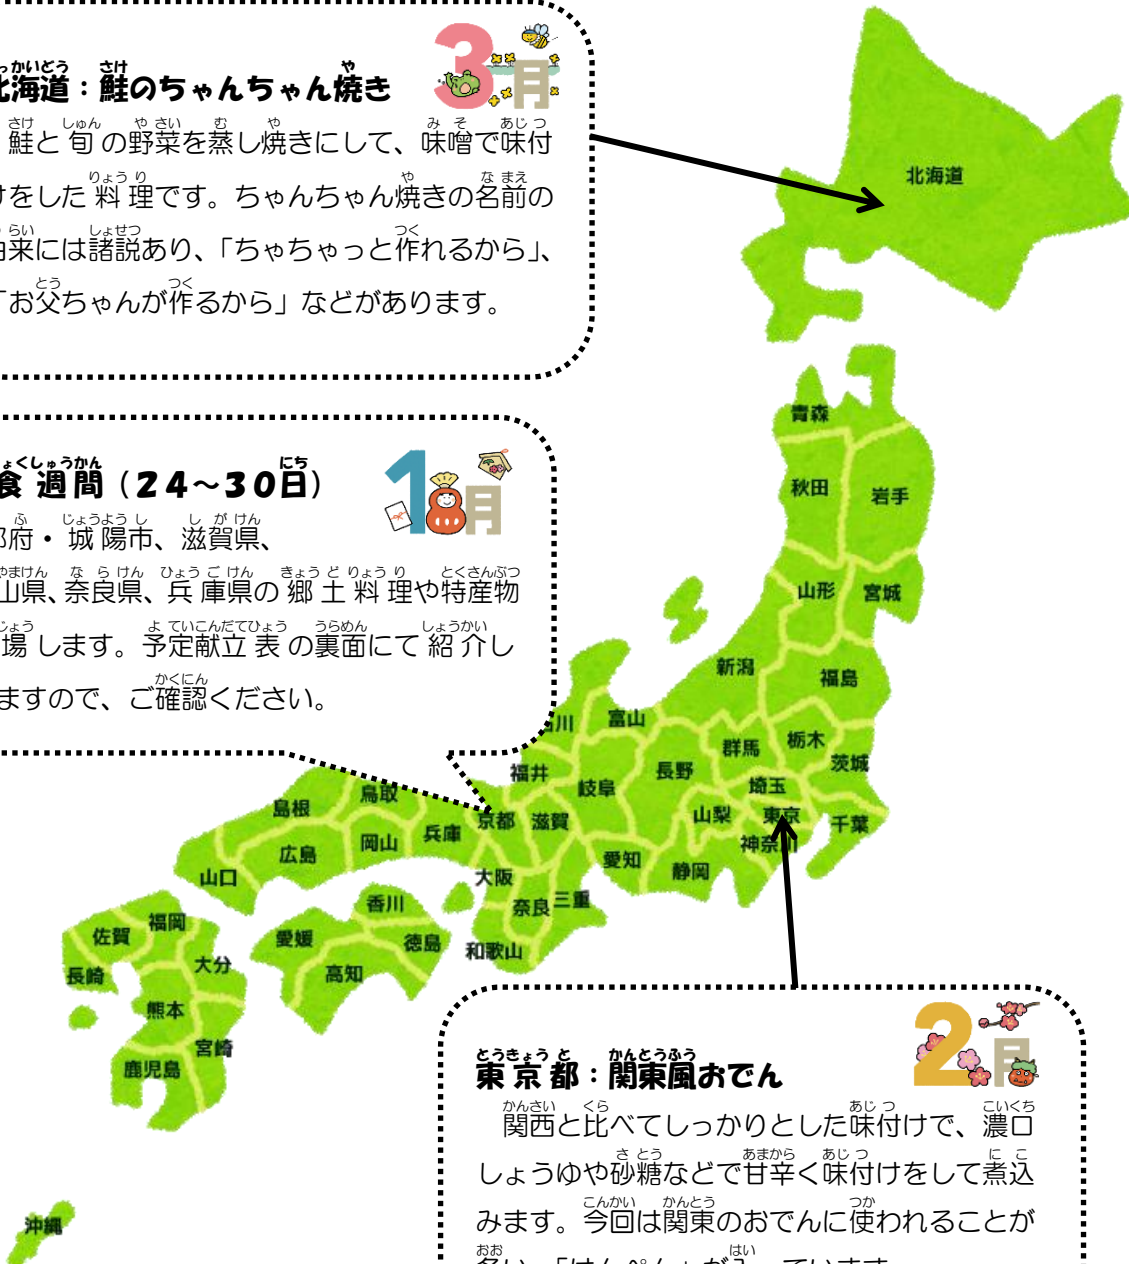 3月
海道：鮭のちゃんちゃん焼き
鮭と旬の野菜を蒸し焼きにして、味噌で味付
けをした料理です。ちゃんちゃん焼きの名前の
由来には諸説あり、「ちゃちゃっと作れるから」、
「お父ちゃんが作るから」などがあります。
北海道
青森
秋田
岩手
山形
宮城
新潟
福島
1月
食週間（24～30日）
府・城陽市、滋賀県、
山県、奈良県、兵庫県の郷土料理や特産物
場します。予定献立表の裏面にて紹介し
ますので、ご確認ください。
川
富山
群馬
栃木
茨城
福井
岐阜
長野
埼玉
島根
鳥取
山梨
東京
千葉
広島
岡山
兵庫
京都
滋賀
愛知
静岡
神奈川
山口
大阪
香川
奈良
三重
佐賀
福岡
愛媛
徳島
和歌山
長崎
大分
高知
熊本
宮崎
鹿児島
沖縄
2月
東京都：関東風おでん
関西と比べてしっかりとした味付けで、濃口
しょうゆや砂糖などで甘辛く味付けをして煮込
みます。今回は関東のおでんに使われることが
多い、「はんぺん」が入っています。